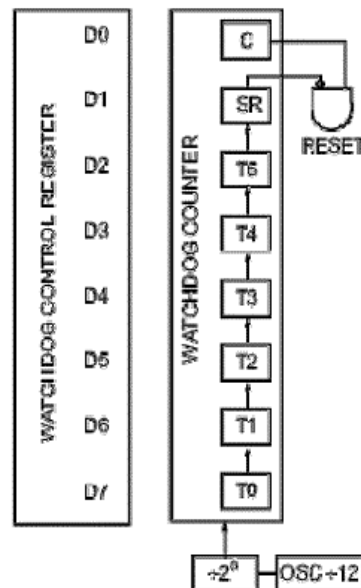 WATCHDOG CONTROL REGISTER
D0
D1
D2
D3
D4
D5
D6
D7
WATCHDOG COUNTER
C
SR
T5
T4
T3
T2
T1
T0
RESET
÷2⁸
OSC÷12